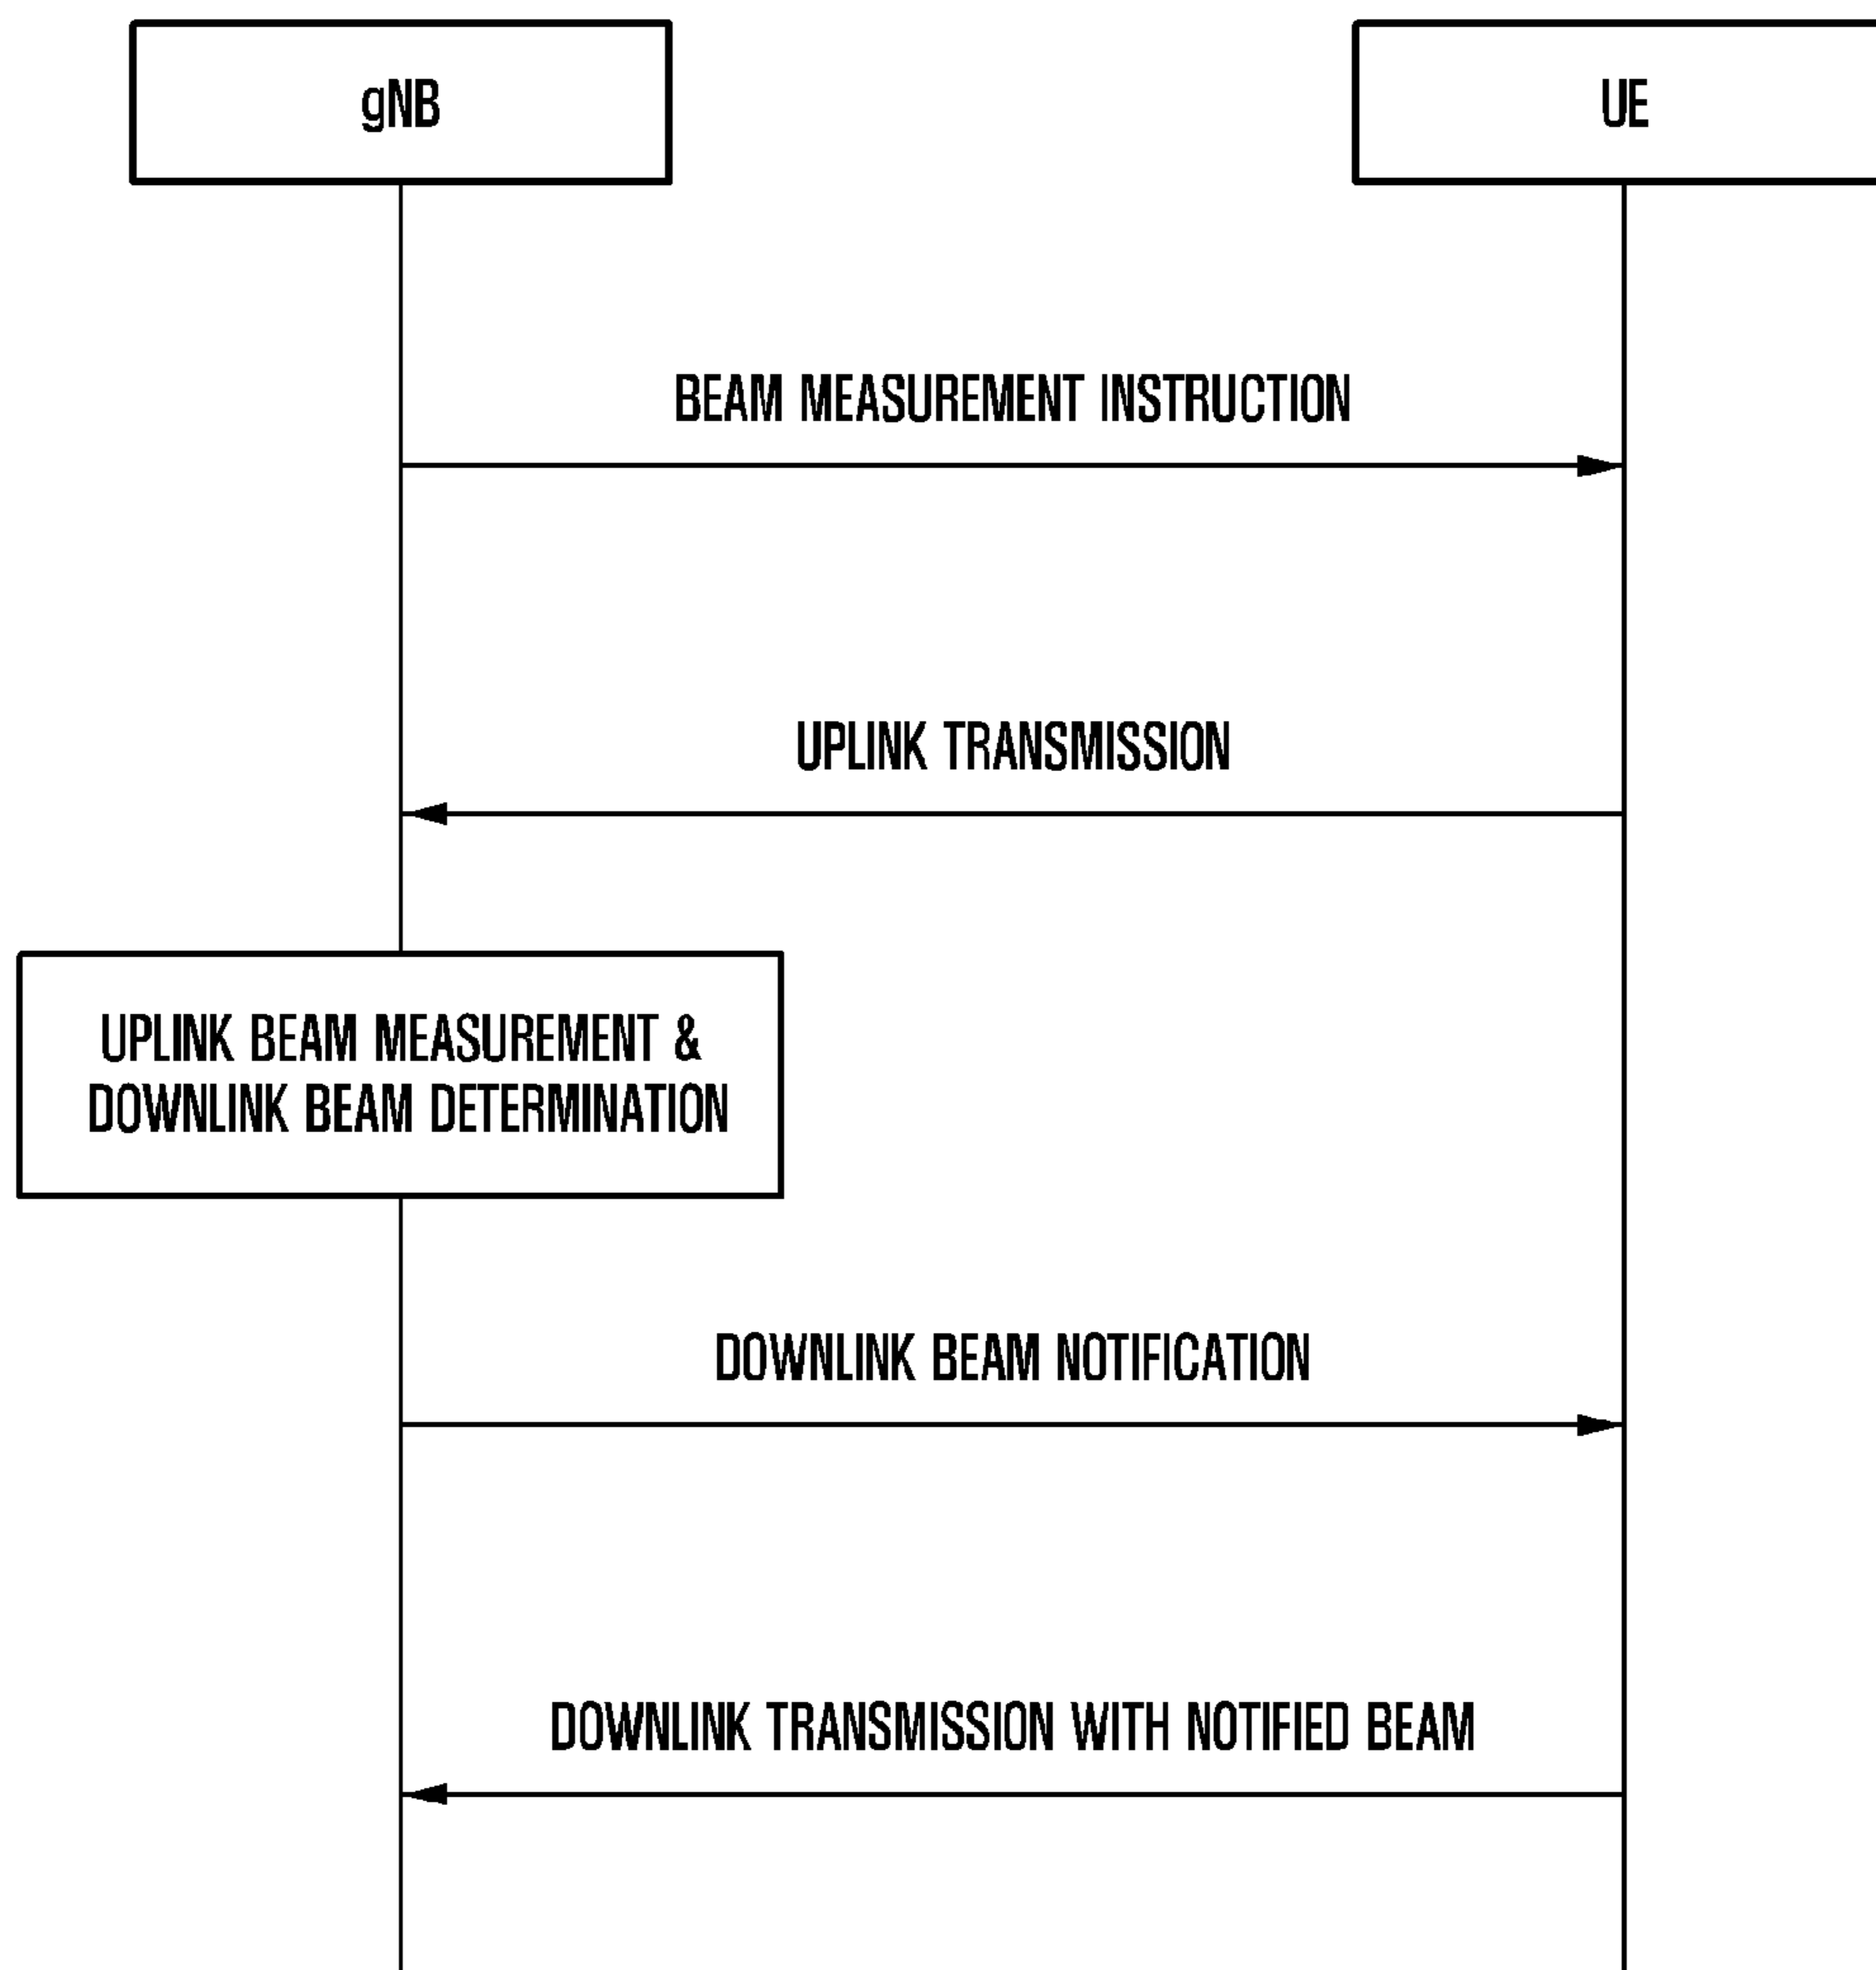 gNB
UE
BEAM MEASUREMENT INSTRUCTION
UPLINK TRANSMISSION
UPLINK BEAM MEASUREMENT &
DOWNLINK BEAM DETERMINATION
DOWNLINK BEAM NOTIFICATION
DOWNLINK TRANSMISSION WITH NOTIFIED BEAM